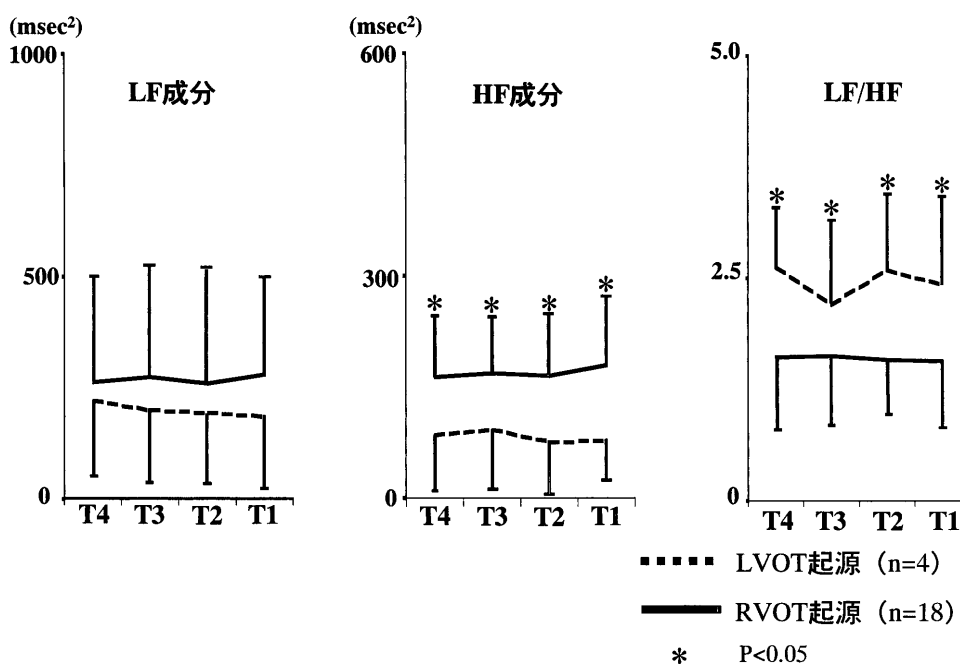 (msec²)
1000
LF成分
500
0
T4 T3 T2 T1
(msec²)
600
HF成分
* * * *
300
0
T4 T3 T2 T1
5.0
LF/HF
* * * *
2.5
0
T4 T3 T2 T1
LVOT起源（n=4）
RVOT起源（n=18）
* P<0.05